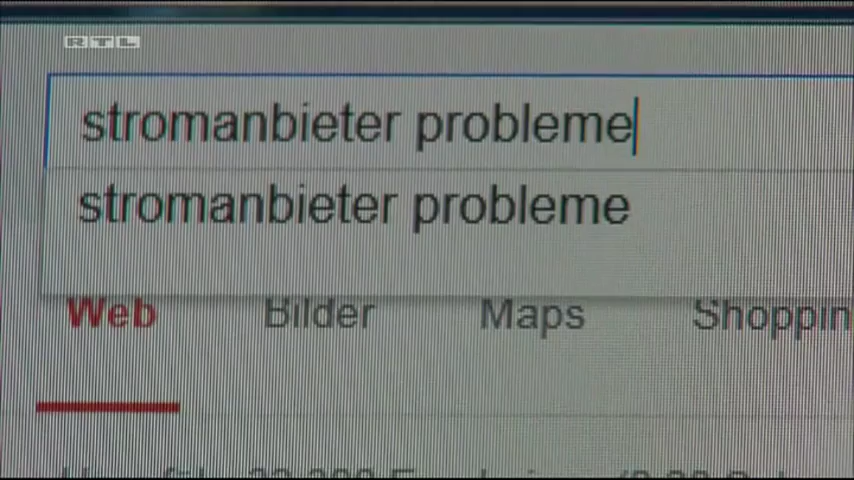 RTL
stromanbieter probleme
stromanbieter probleme
Web Bilder Maps Shoppin